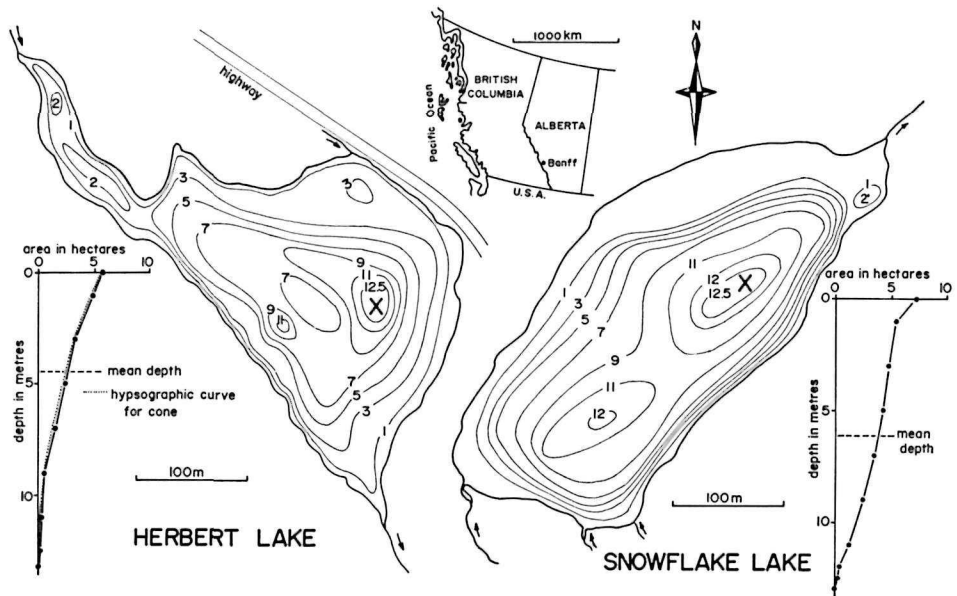 highway
1000 km
BRITISH
COLUMBIA
ALBERTA
Banff
Pacific Ocean
U.S.A.
N
2
1
2
3
5
7
3
7
9
11
12.5
X
9
11
7
5
3
1
area in hectares
0 5 10
0
5
10
depth in metres
mean depth
hypsographic curve
for cone
100m
HERBERT LAKE
1
2
11
12
12.5
X
1
3
5
7
9
11
12
area in hectares
0 5 10
0
5
10
depth in metres
mean
depth
100m
SNOWFLAKE LAKE